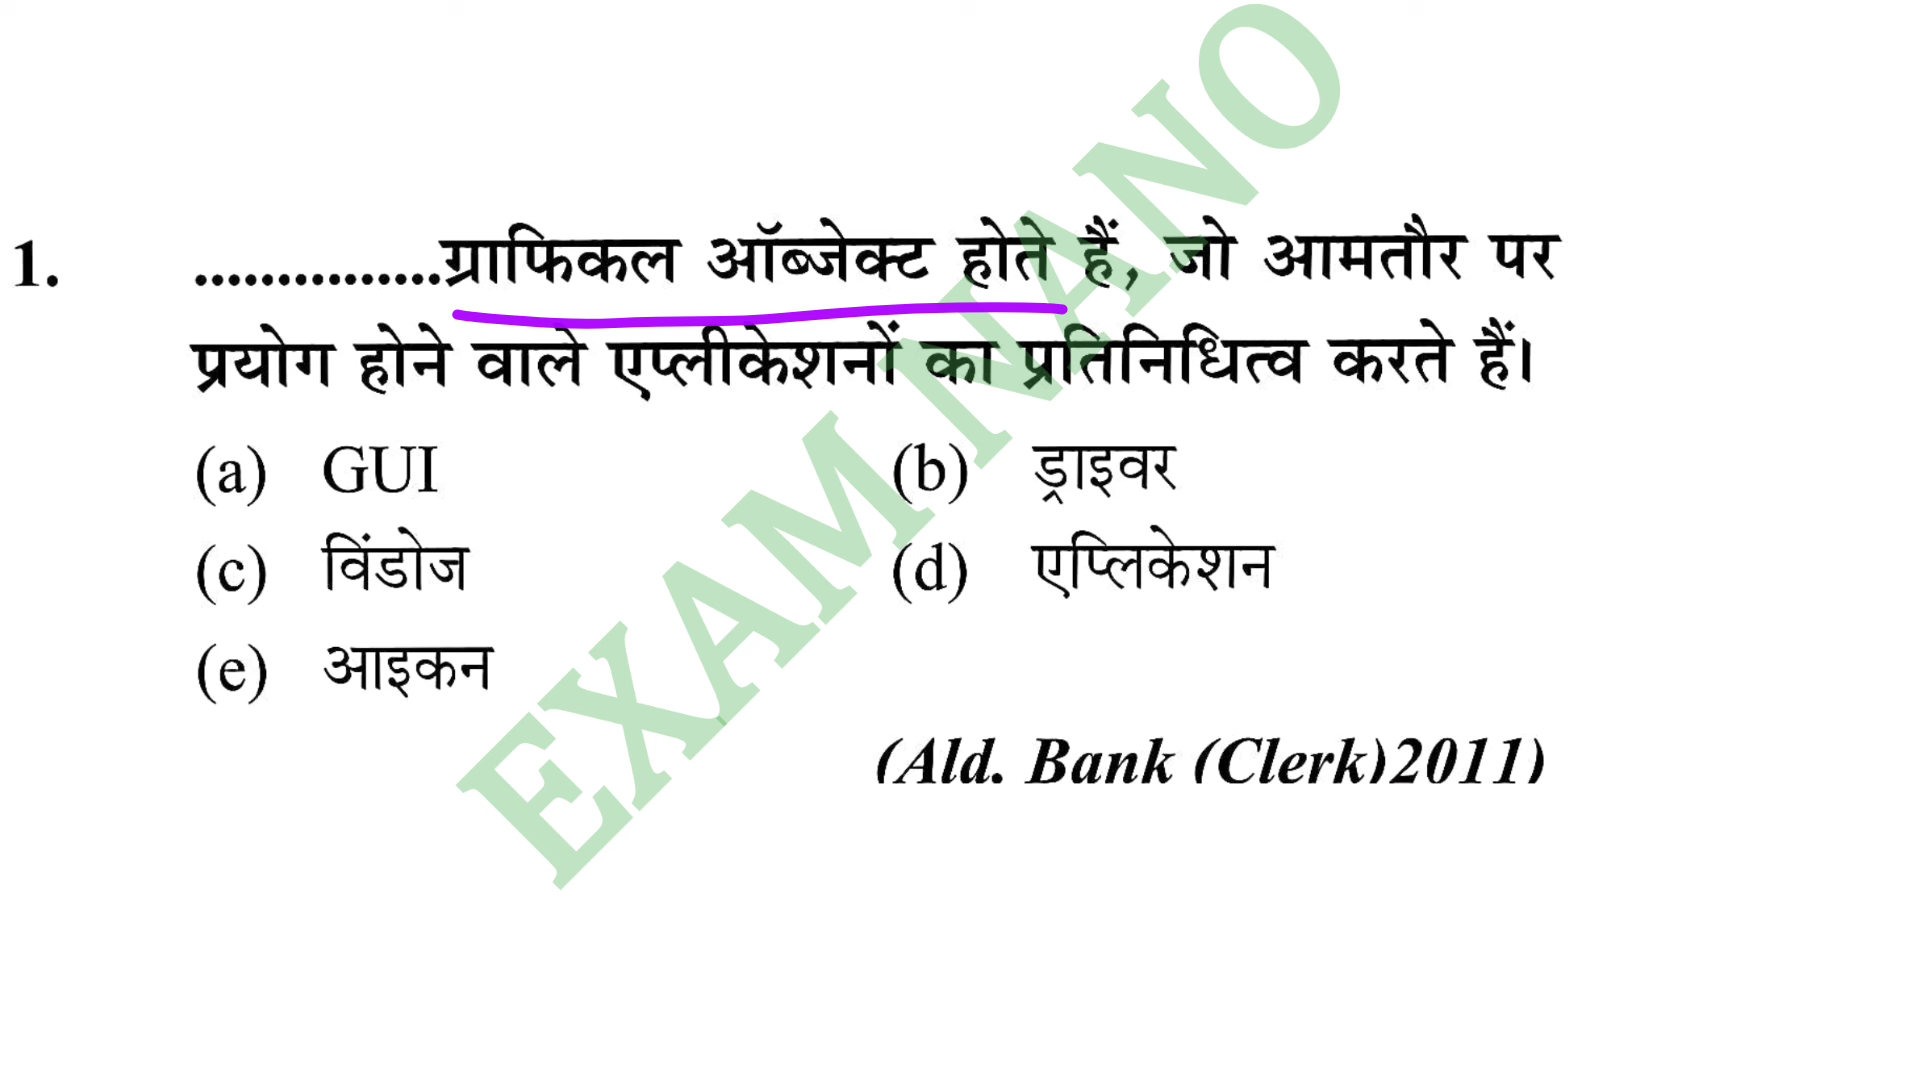 1. ...............ग्राफिकल ऑब्जेक्ट होते हैं, जो आमतौर पर
प्रयोग होने वाले एप्लीकेशनों का प्रतिनिधित्व करते हैं।
(a) GUI (b) ड्राइवर
(c) विंडोज (d) एप्लिकेशन
(e) आइकन
(Ald. Bank (Clerk)2011)
EXAM NANO